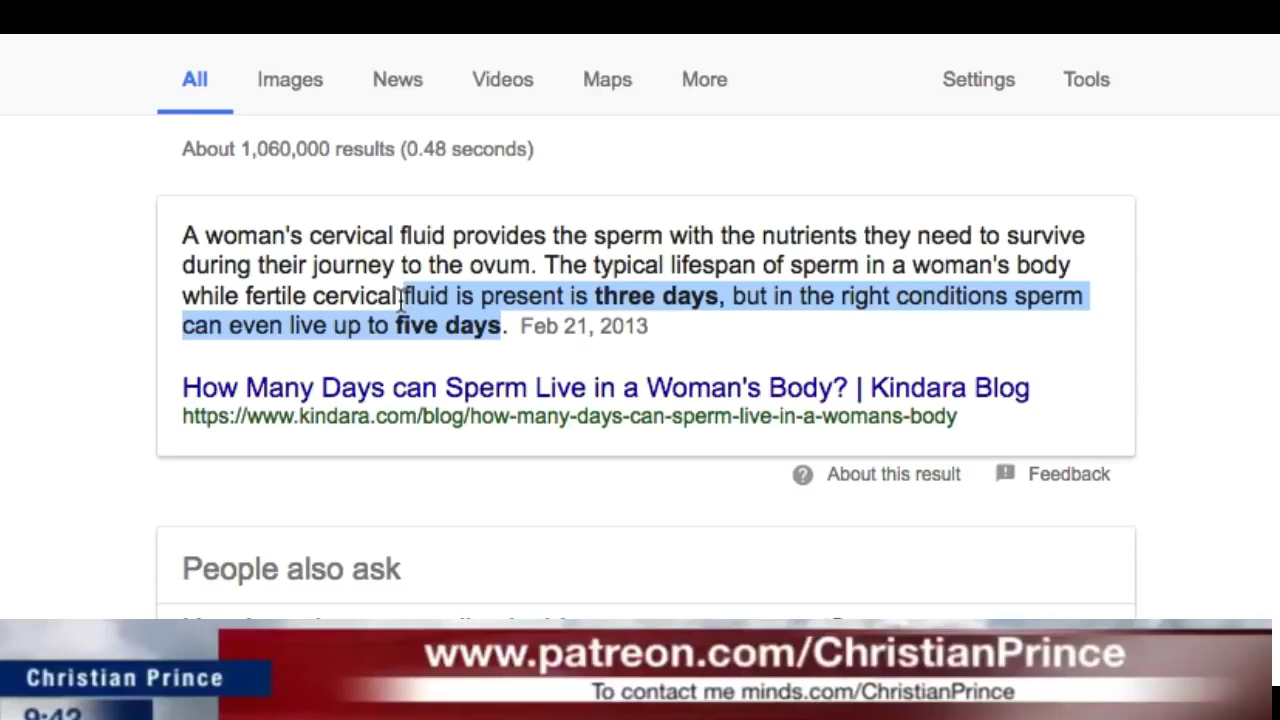 All Images News Videos Maps More Settings Tools
About 1,060,000 results (0.48 seconds)
A woman's cervical fluid provides the sperm with the nutrients they need to survive
during their journey to the ovum. The typical lifespan of sperm in a woman's body
while fertile cervical fluid is present is three days, but in the right conditions sperm
can even live up to five days. Feb 21, 2013
How Many Days can Sperm Live in a Woman's Body? | Kindara Blog
https://www.kindara.com/blog/how-many-days-can-sperm-live-in-a-womans-body
About this result Feedback
People also ask
www.patreon.com/ChristianPrince
Christian Prince
To contact me minds.com/ChristianPrince
9:42